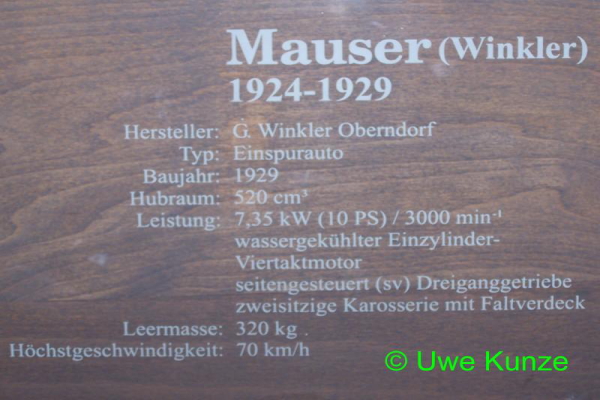 Mauser (Winkler)
1924-1929
Hersteller: G. Winkler Oberndorf
Typ: Einspurauto
Baujahr: 1929
Hubraum: 520 cm³
Leistung: 7,35 kW (10 PS) / 3000 min⁻¹
wassergekühlter Einzylinder-
Viertaktmotor
seitengesteuert (sv) Dreiganggetriebe
zweisitzige Karosserie mit Faltverdeck
Leermasse: 320 kg
Höchstgeschwindigkeit: 70 km/h
© Uwe Kunze